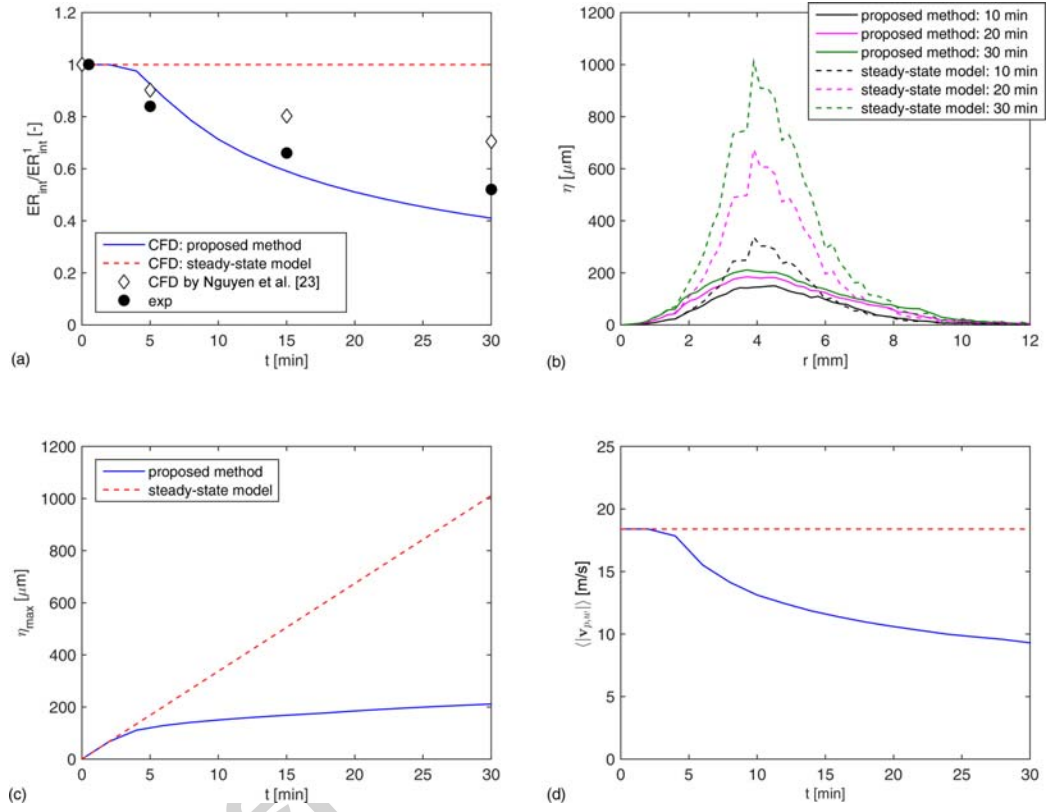 1.2
1
0.8
0.6
0.4
0.2
0
ER_int/ER_int^1 [-]
CFD: proposed method
CFD: steady-state model
CFD by Nguyen et al. [23]
exp
0 5 10 15 20 25 30
t [min]
(a)
1200
1000
800
600
400
200
0
η [μm]
proposed method: 10 min
proposed method: 20 min
proposed method: 30 min
steady-state model: 10 min
steady-state model: 20 min
steady-state model: 30 min
0 2 4 6 8 10 12
r [mm]
(b)
1200
1000
800
600
400
200
0
η_max [μm]
proposed method
steady-state model
0 5 10 15 20 25 30
t [min]
(c)
25
20
15
10
5
0
⟨|v_p,w|⟩ [m/s]
0 5 10 15 20 25 30
t [min]
(d)